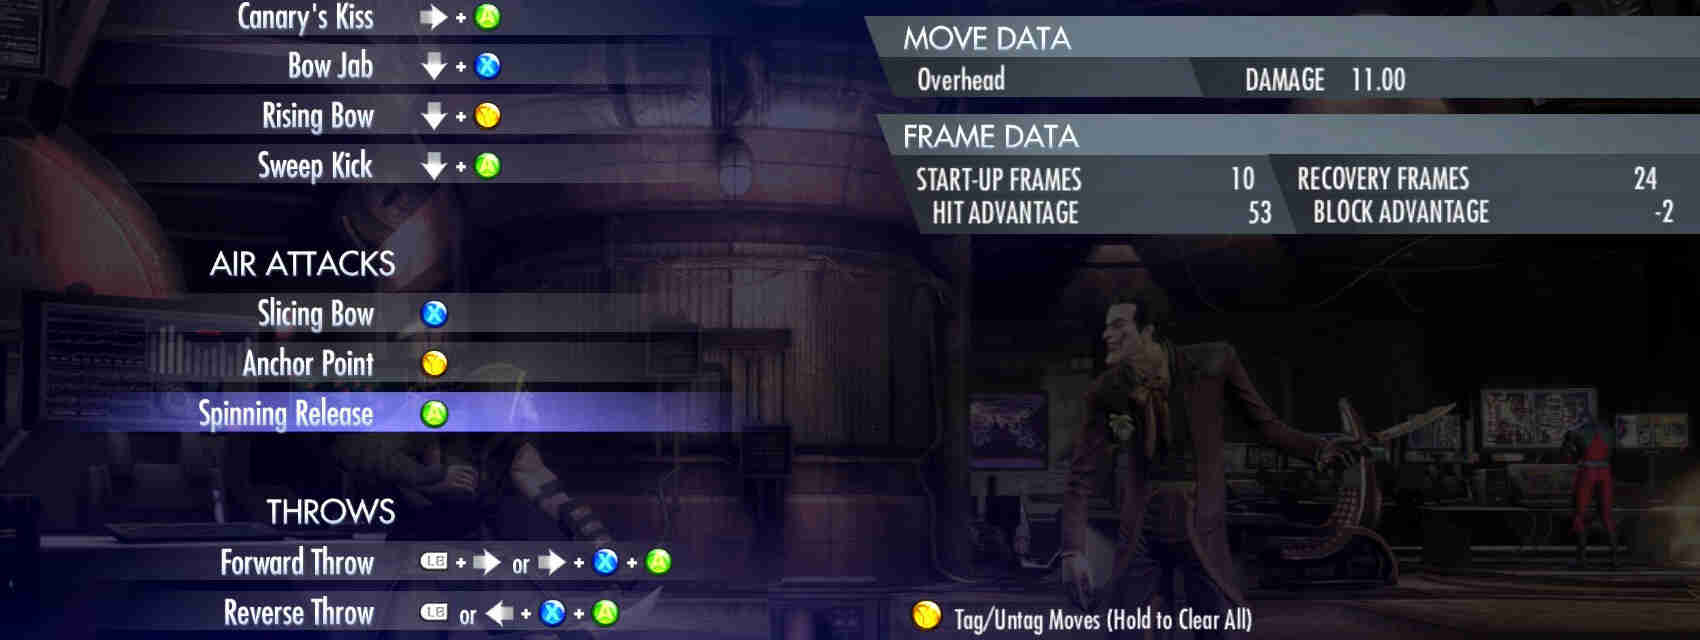 Canary's Kiss + A
Bow Jab + X
Rising Bow + Y
Sweep Kick + A
AIR ATTACKS
Slicing Bow X
Anchor Point Y
Spinning Release A
THROWS
Forward Throw LB + or + X + A
Reverse Throw LB or + X + A
MOVE DATA
Overhead DAMAGE 11.00
FRAME DATA
START-UP FRAMES 10 RECOVERY FRAMES 24
HIT ADVANTAGE 53 BLOCK ADVANTAGE -2
Y Tag/Untag Moves (Hold to Clear All)